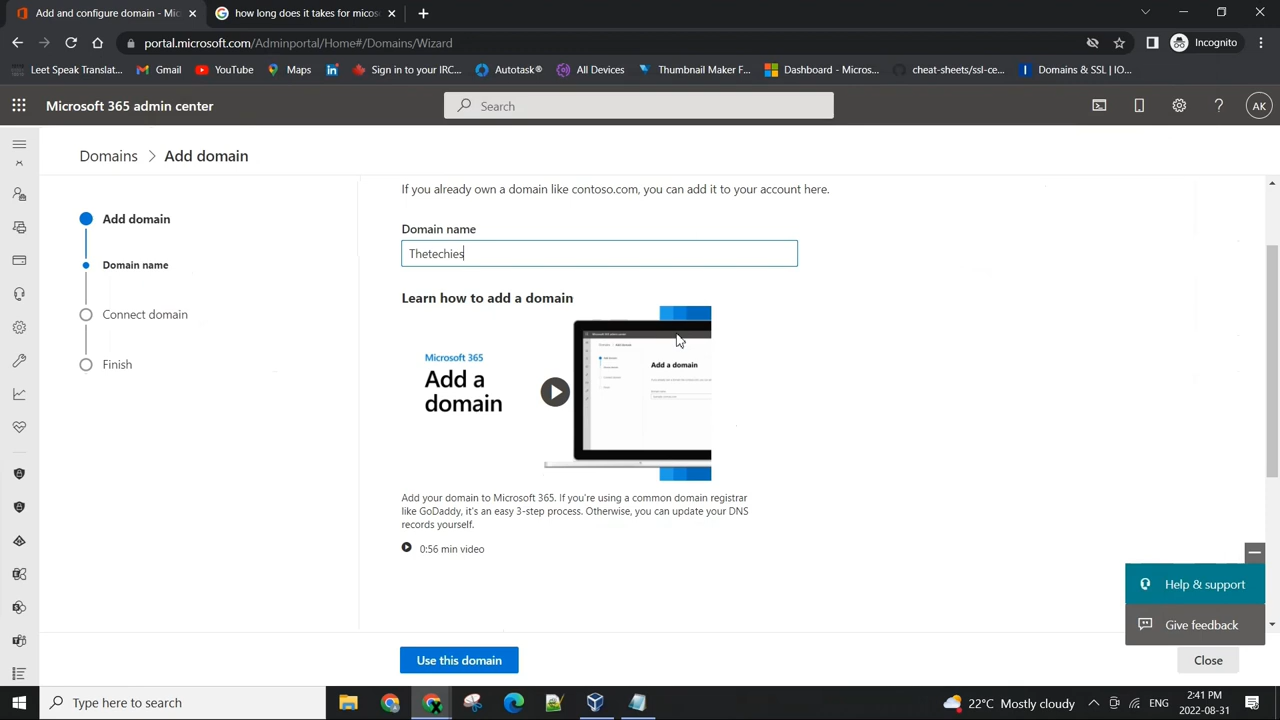 Add and configure domain - Mic
how long does it takes for micros
portal.microsoft.com/Adminportal/Home#/Domains/Wizard
Incognito
Leet Speak Translat...
Gmail
YouTube
Maps
Sign in to your IRC...
Autotask®
All Devices
Thumbnail Maker F...
Dashboard - Micros...
cheat-sheets/ssl-ce...
Domains & SSL | IO...
Microsoft 365 admin center
Search
AK
Domains
Add domain
If you already own a domain like contoso.com, you can add it to your account here.
Add domain
Domain name
Thetechies
Domain name
Connect domain
Finish
Learn how to add a domain
Microsoft 365
Add a
domain
Add a domain
Add your domain to Microsoft 365. If you're using a common domain registrar
like GoDaddy, it's an easy 3-step process. Otherwise, you can update your DNS
records yourself.
0:56 min video
Help & support
Give feedback
Use this domain
Close
Type here to search
22°C Mostly cloudy
ENG
2:41 PM
2022-08-31